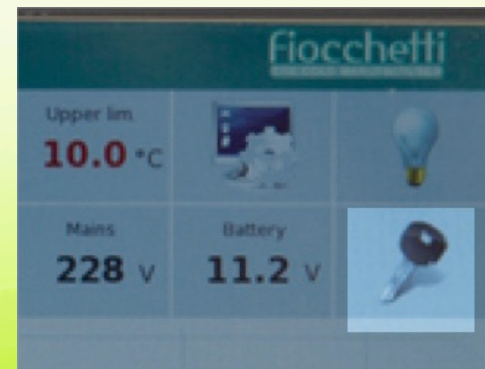 Fiocchetti
Upper lim
10.0 °C
Mains
Battery
228 V
11.2 V